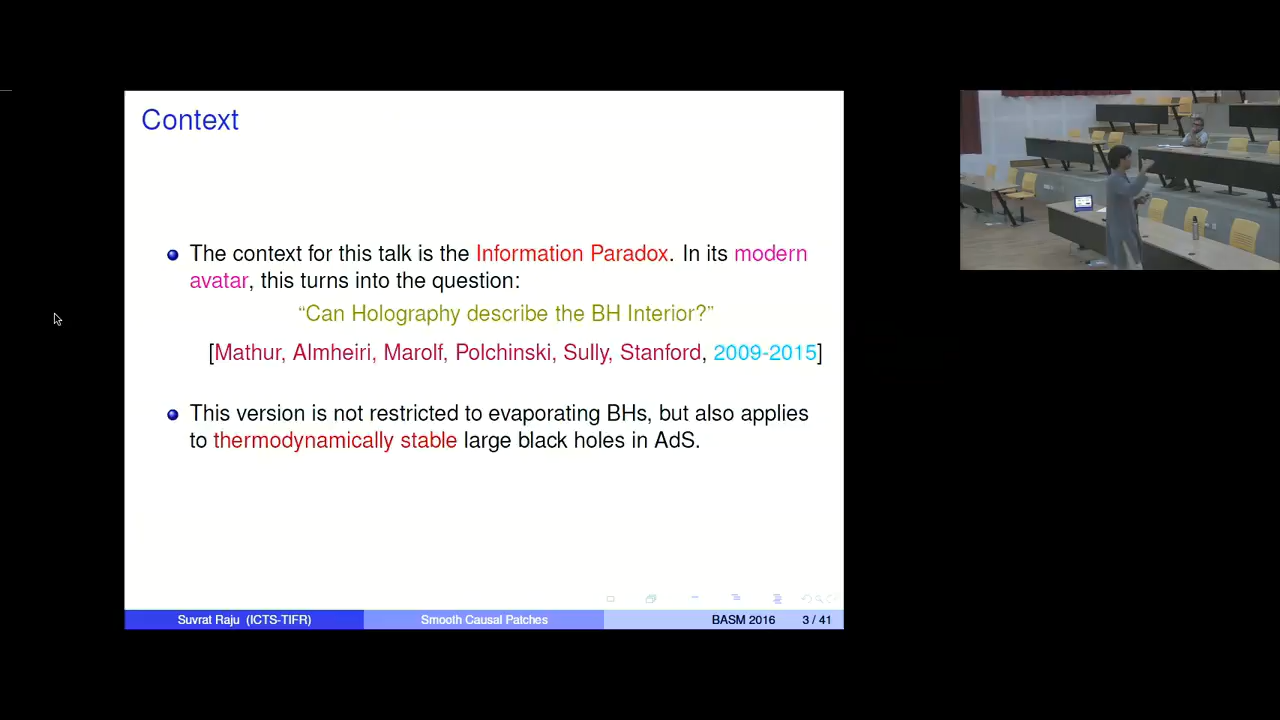 Context
The context for this talk is the Information Paradox. In its modern
avatar, this turns into the question:
“Can Holography describe the BH Interior?”
[Mathur, Almheiri, Marolf, Polchinski, Sully, Stanford, 2009-2015]
This version is not restricted to evaporating BHs, but also applies
to thermodynamically stable large black holes in AdS.
Suvrat Raju (ICTS-TIFR)
Smooth Causal Patches
BASM 2016
3 / 41